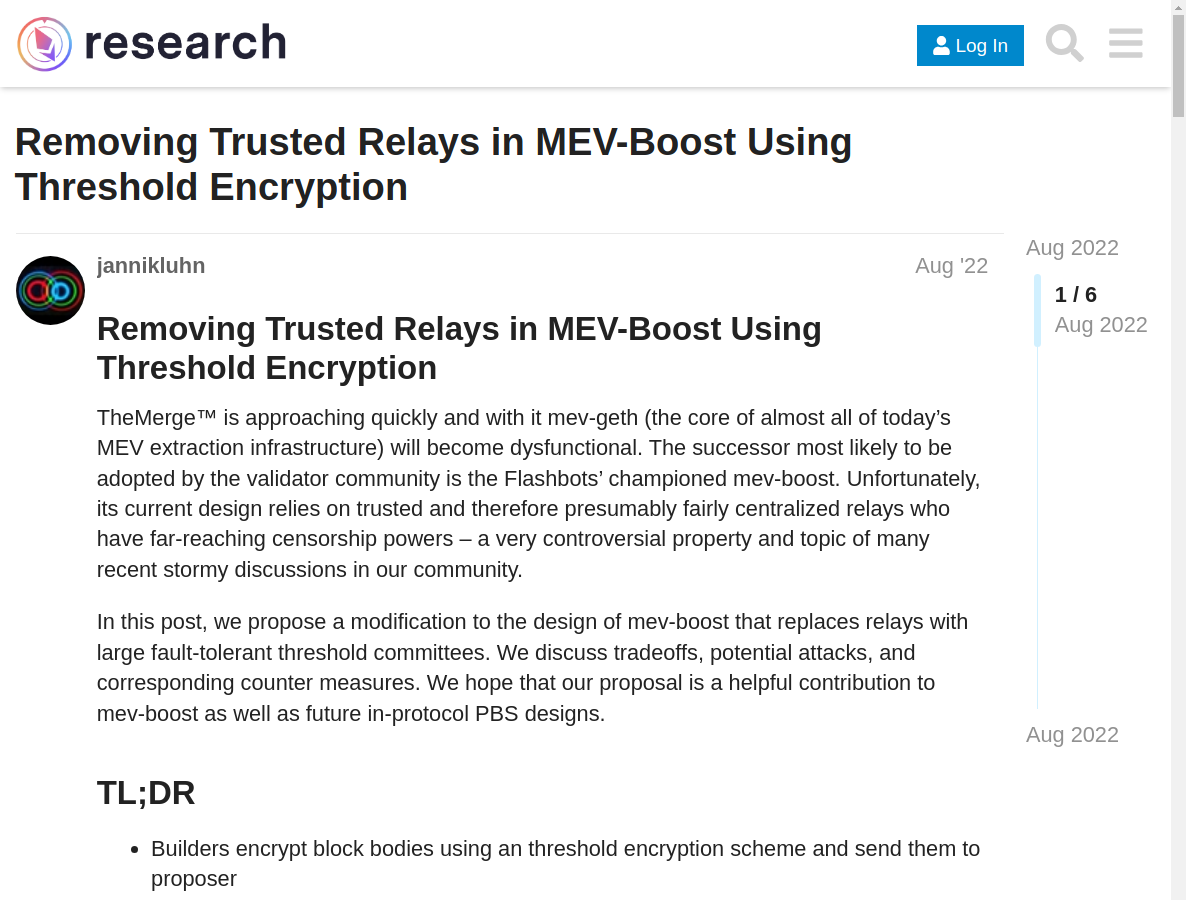 research
Log In
Removing Trusted Relays in MEV-Boost Using
Threshold Encryption
jannikluhn
Aug '22
Aug 2022
1 / 6
Aug 2022
Removing Trusted Relays in MEV-Boost Using
Threshold Encryption
TheMerge™ is approaching quickly and with it mev-geth (the core of almost all of today’s
MEV extraction infrastructure) will become dysfunctional. The successor most likely to be
adopted by the validator community is the Flashbots’ championed mev-boost. Unfortunately,
its current design relies on trusted and therefore presumably fairly centralized relays who
have far-reaching censorship powers – a very controversial property and topic of many
recent stormy discussions in our community.
In this post, we propose a modification to the design of mev-boost that replaces relays with
large fault-tolerant threshold committees. We discuss tradeoffs, potential attacks, and
corresponding counter measures. We hope that our proposal is a helpful contribution to
mev-boost as well as future in-protocol PBS designs.
Aug 2022
TL;DR
• Builders encrypt block bodies using an threshold encryption scheme and send them to
proposer